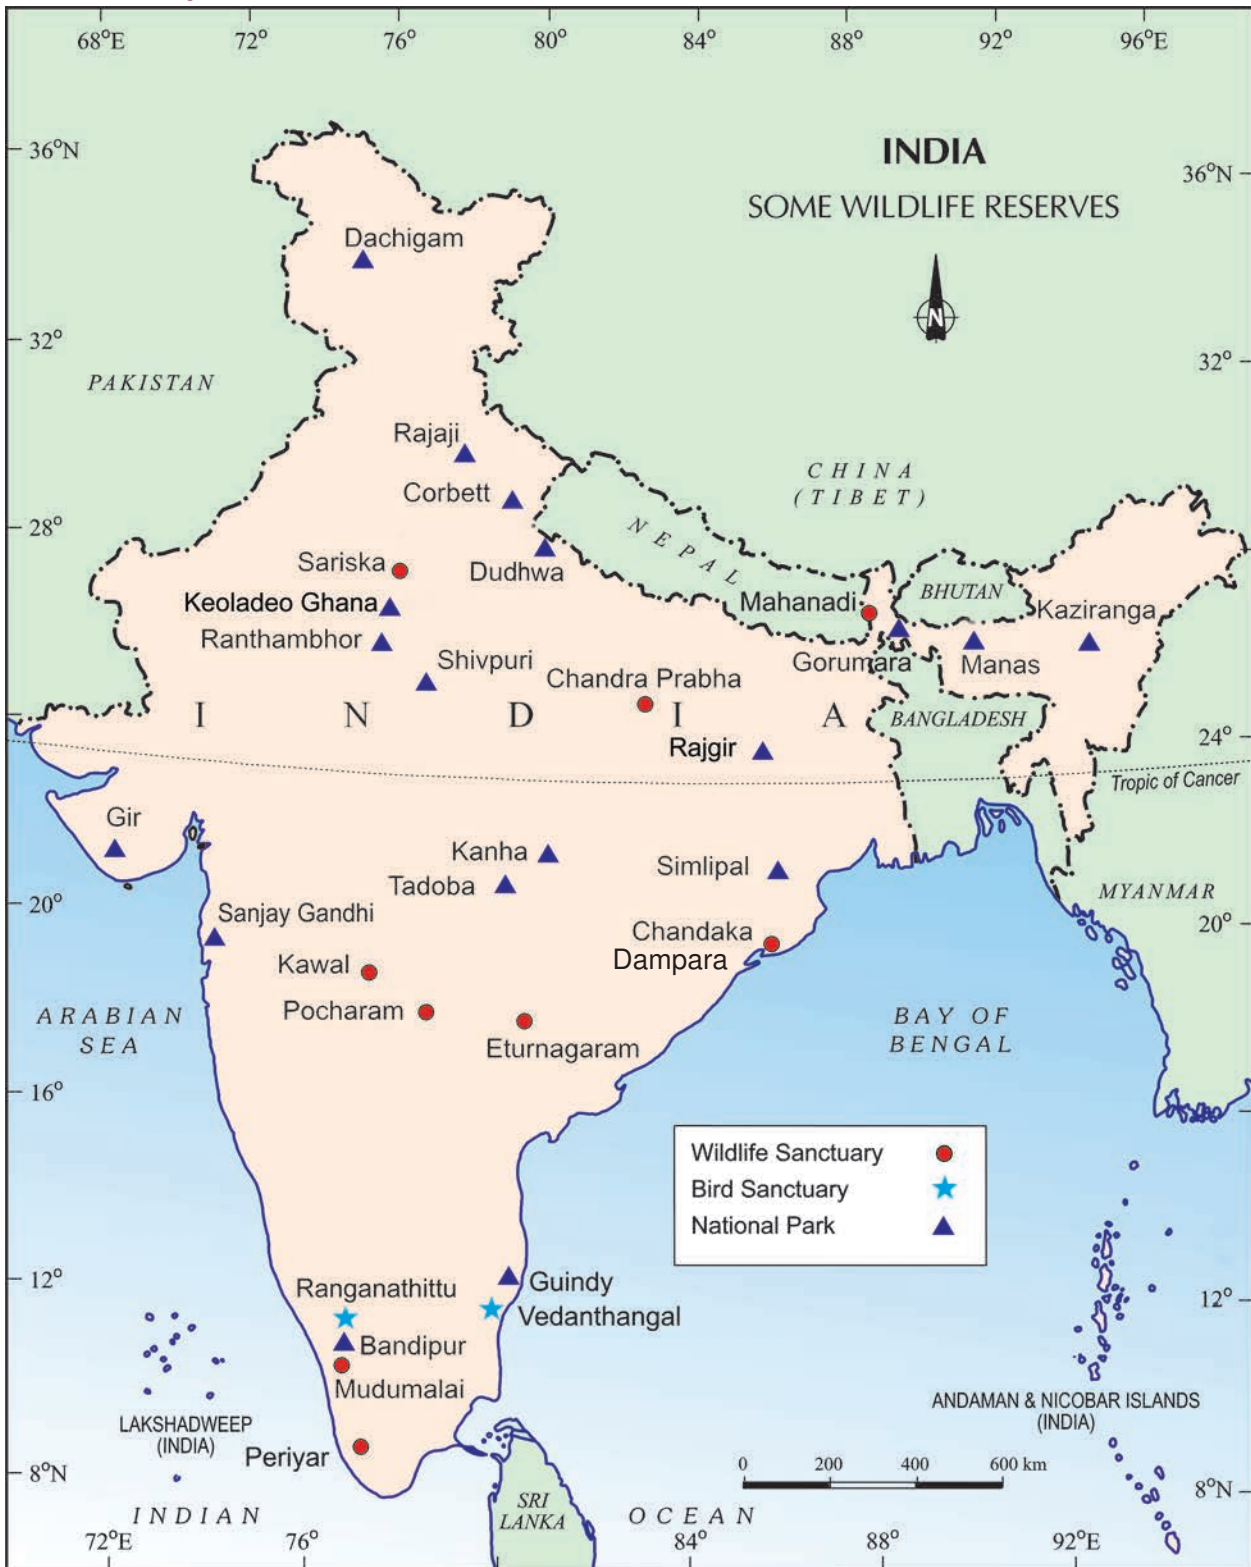 68°E 72° 76° 80° 84° 88° 92° 96°E
36°N
INDIA
36°N
SOME WILDLIFE RESERVES
Dachigam
N
32°
32°
PAKISTAN
Rajaji
CHINA
(TIBET)
Corbett
28°
NEPAL
Sariska
Dudhwa
BHUTAN
Keoladeo Ghana
Mahanadi
Kaziranga
Ranthambhor
Shivpuri
Gorumara
Manas
Chandra Prabha
INDIA
BANGLADESH
Rajgir
24°
Tropic of Cancer
Gir
Kanha
Simlipal
Tadoba
MYANMAR
20°
20°
Sanjay Gandhi
Chandaka
Dampara
Kawal
Pocharam
ARABIAN
SEA
BAY OF
BENGAL
Eturnagaram
16°
Wildlife Sanctuary
Bird Sanctuary
National Park
12°
Ranganathittu
Guindy
12°
Vedanthangal
Bandipur
Mudumalai
LAKSHADWEEP
(INDIA)
ANDAMAN & NICOBAR ISLANDS
(INDIA)
Periyar
0 200 400 600 km
8°N
8°N
INDIAN
SRI
LANKA
OCEAN
72°E 76° 84° 88° 92°E